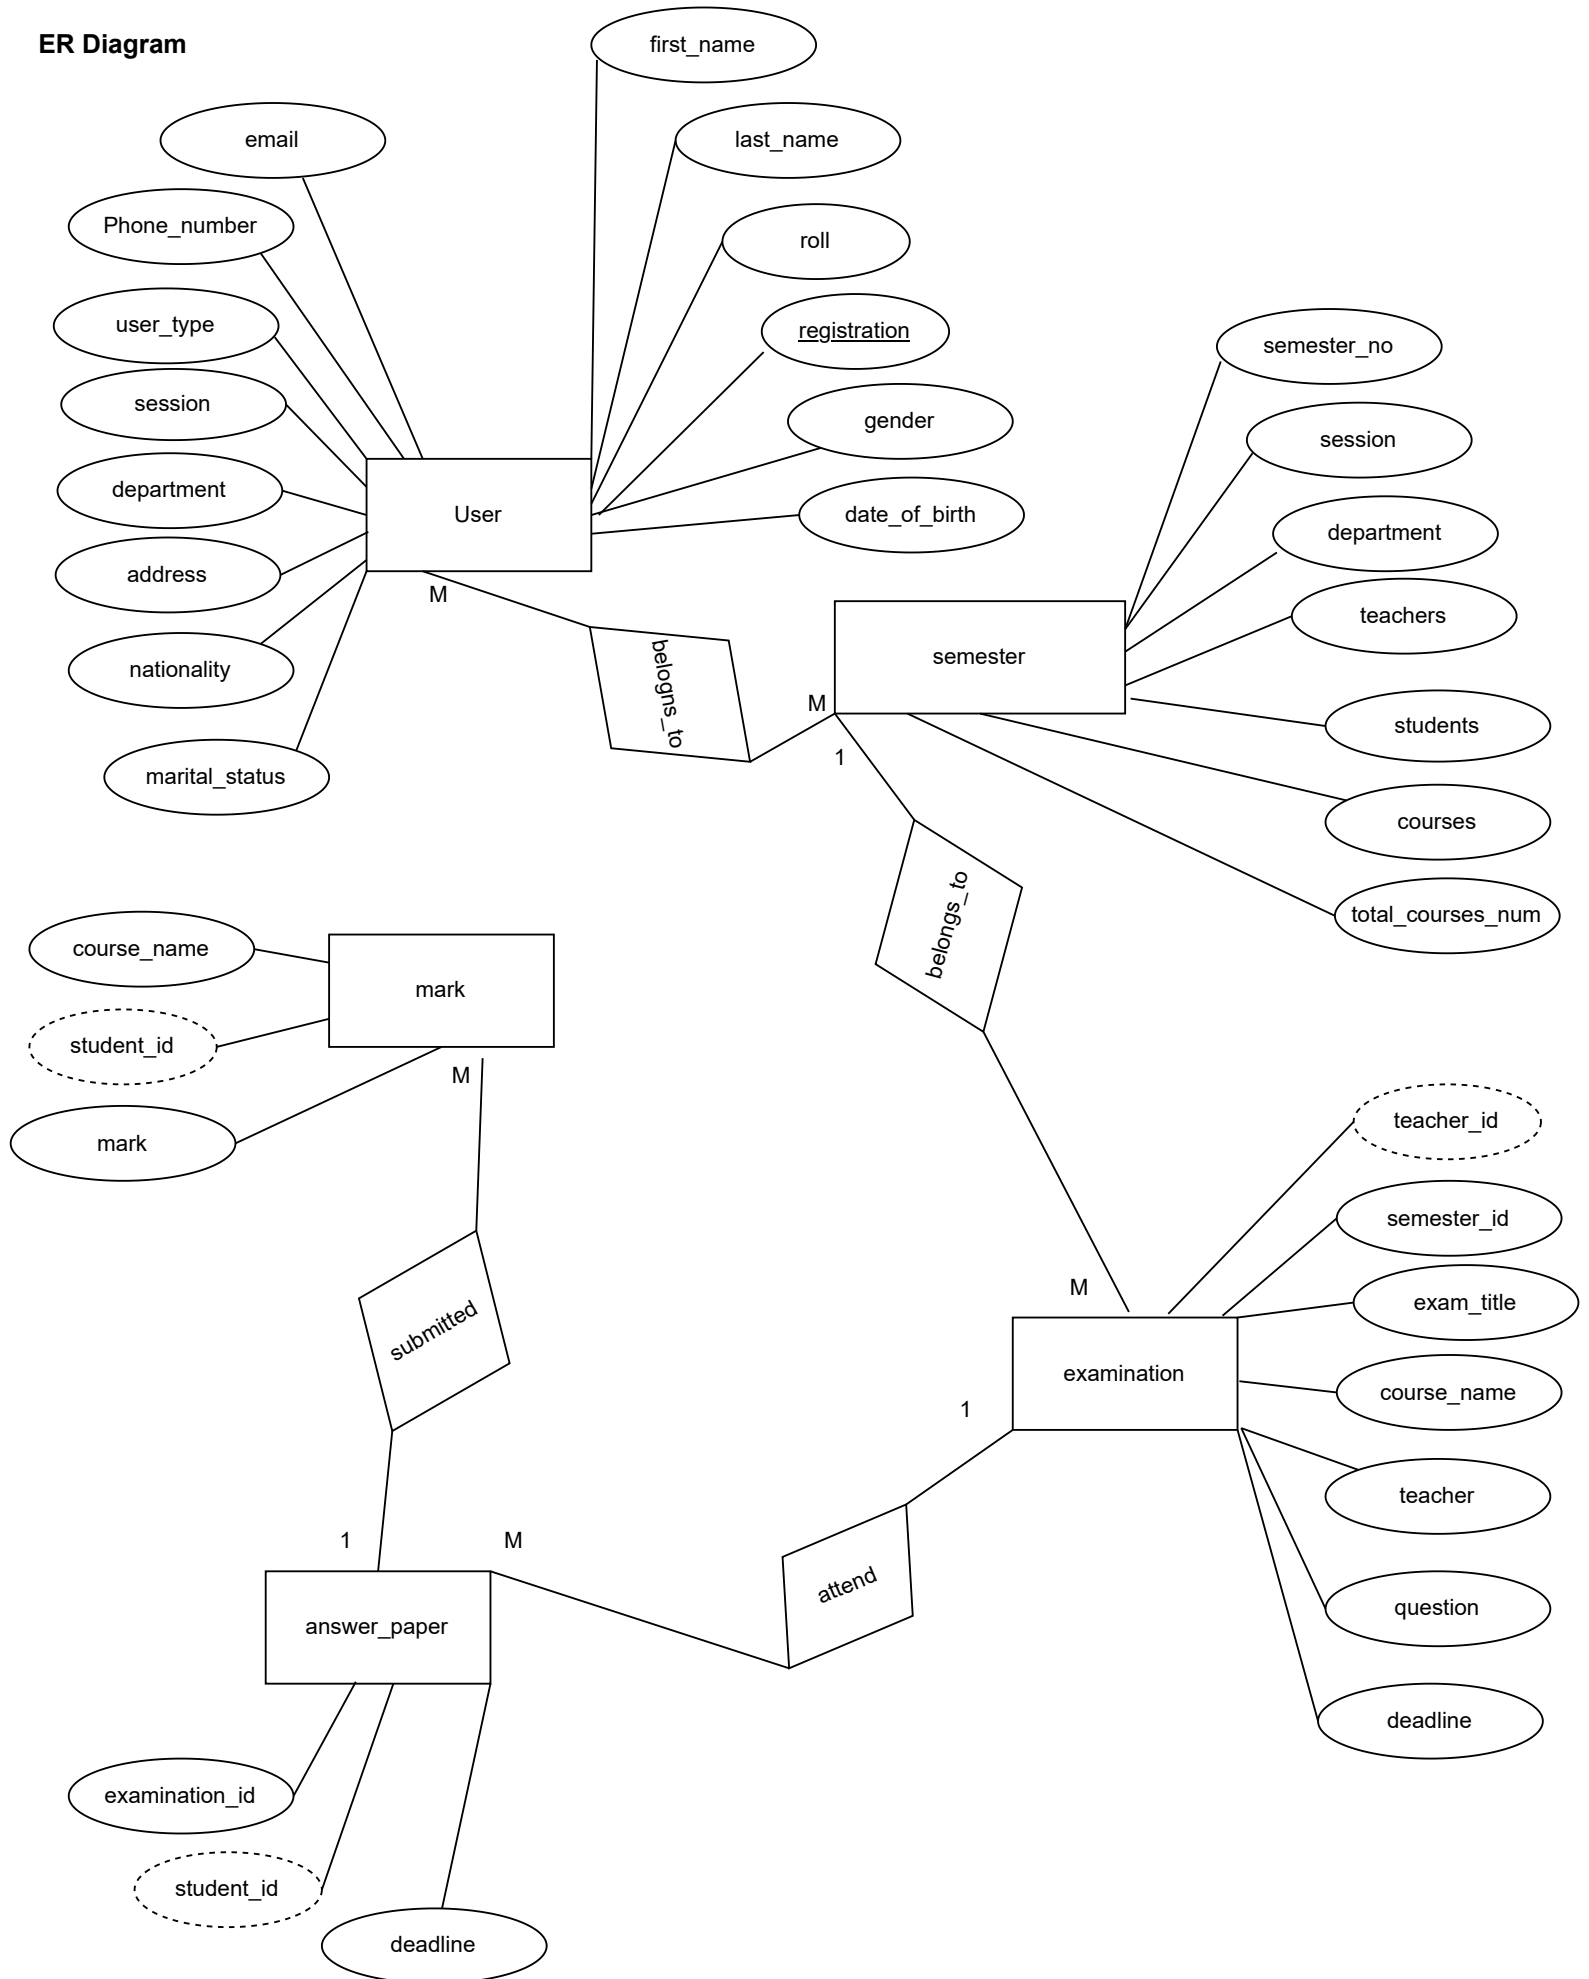 ER Diagram
first_name
email
last_name
Phone_number
roll
user_type
registration
semester_no
session
gender
session
department
User
date_of_birth
department
address
M
teachers
nationality
belogns_to
semester
M
students
marital_status
1
courses
belongs_to
total_courses_num
course_name
mark
student_id
M
mark
teacher_id
semester_id
M
exam_title
submitted
examination
course_name
1
teacher
1
M
attend
question
answer_paper
deadline
examination_id
student_id
deadline